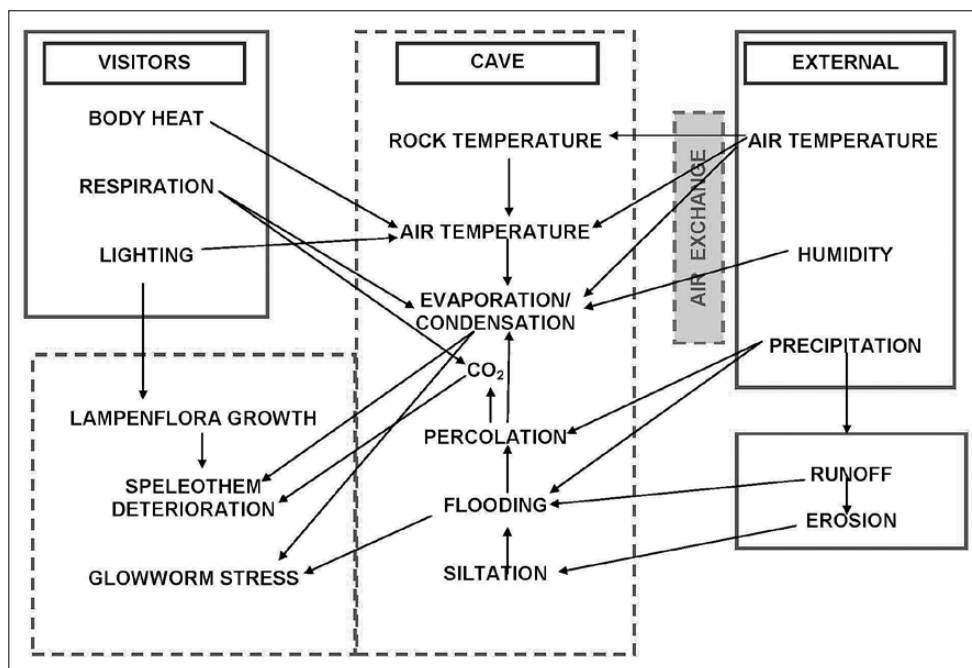 VISITORS
BODY HEAT
RESPIRATION
LIGHTING
LAMPENFLORA GROWTH
SPELEOTHEM
DETERIORATION
GLOWWORM STRESS
CAVE
ROCK TEMPERATURE
AIR TEMPERATURE
EVAPORATION/
CONDENSATION
CO₂
PERCOLATION
FLOODING
SILTATION
AIR EXCHANGE
EXTERNAL
AIR TEMPERATURE
HUMIDITY
PRECIPITATION
RUNOFF
EROSION